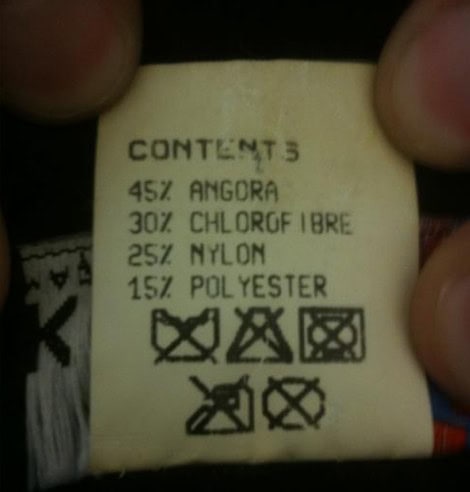 CONTENTS
45% ANGORA
30% CHLOROFIBRE
25% NYLON
15% POLYESTER